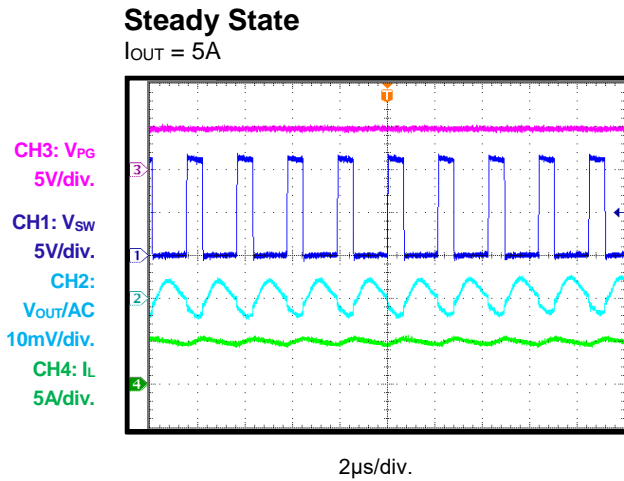 Steady State
IOUT = 5A
T
CH3: VPG
5V/div.
3
CH1: VSW
5V/div.
1
CH2:
VOUT/AC
10mV/div.
2
CH4: IL
5A/div.
4
2µs/div.